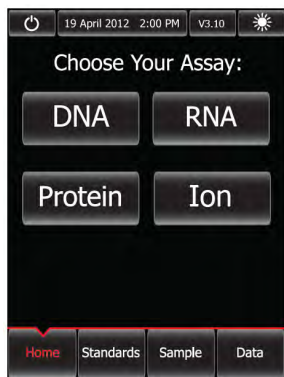 19 April 2012 2:00 PM V3.10
Choose Your Assay:
DNA RNA
Protein Ion
Home Standards Sample Data